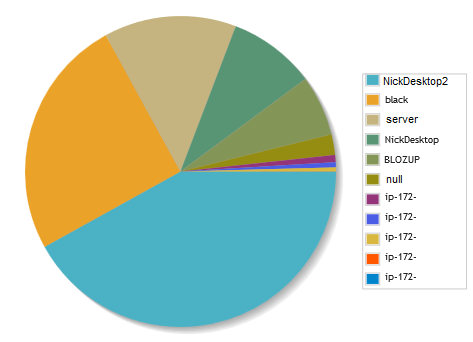 NickDesktop2
black
server
NickDesktop
BLOZUP
null
ip-172-
ip-172-
ip-172-
ip-172-
ip-172-